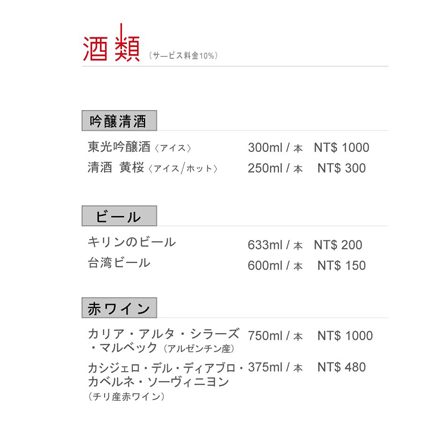 酒類（サービス料金10%）
吟醸清酒
東光吟醸酒〈アイス〉 300ml / 本 NT$ 1000
清酒 黄桜〈アイス/ホット〉 250ml / 本 NT$ 300
ビール
キリンのビール 633ml / 本 NT$ 200
台湾ビール 600ml / 本 NT$ 150
赤ワイン
カリア・アルタ・シラーズ 750ml / 本 NT$ 1000
・マルベック（アルゼンチン産）
カシジェロ・デル・ディアブロ・ 375ml / 本 NT$ 480
カベルネ・ソーヴィニヨン
（チリ産赤ワイン）